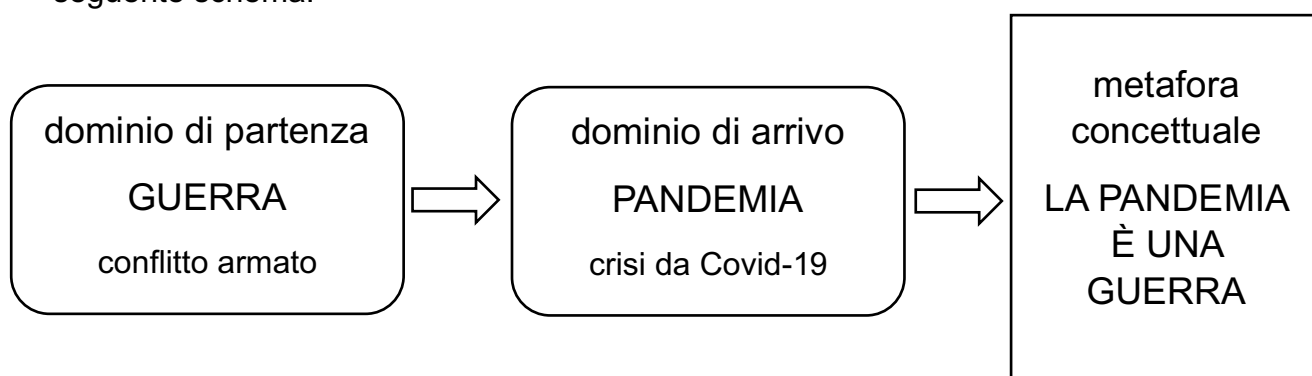 seguente schema:
dominio di partenza
GUERRA
conflitto armato
dominio di arrivo
PANDEMIA
crisi da Covid-19
metafora
concettuale
LA PANDEMIA
È UNA
GUERRA